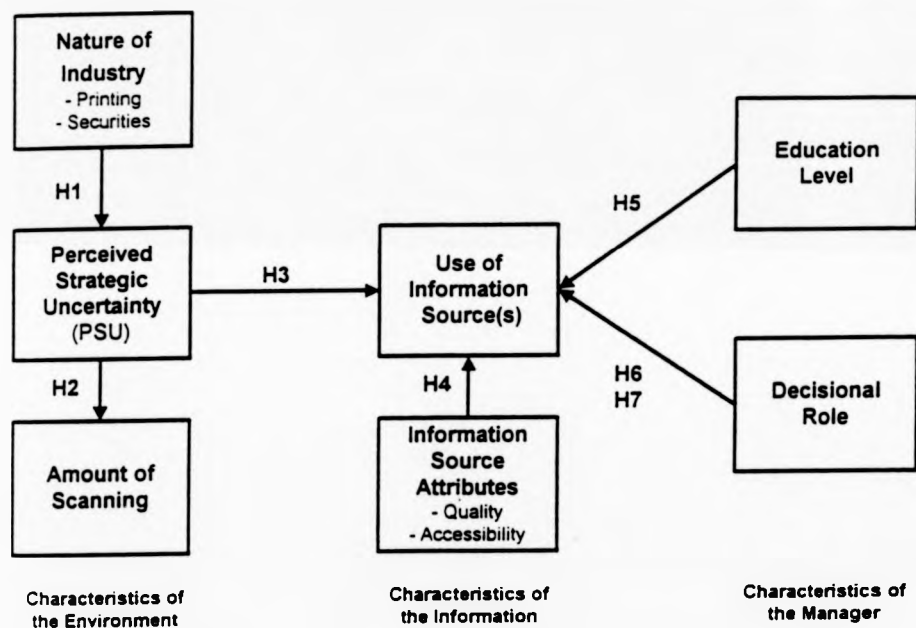 Nature of
Industry
- Printing
- Securities
H1
Perceived
Strategic
Uncertainty
(PSU)
H2
Amount of
Scanning
Characteristics of
the Environment
H3
Use of
Information
Source(s)
H4
Information
Source
Attributes
- Quality
- Accessibility
Characteristics of
the Information
H5
Education
Level
H6
H7
Decisional
Role
Characteristics of
the Manager